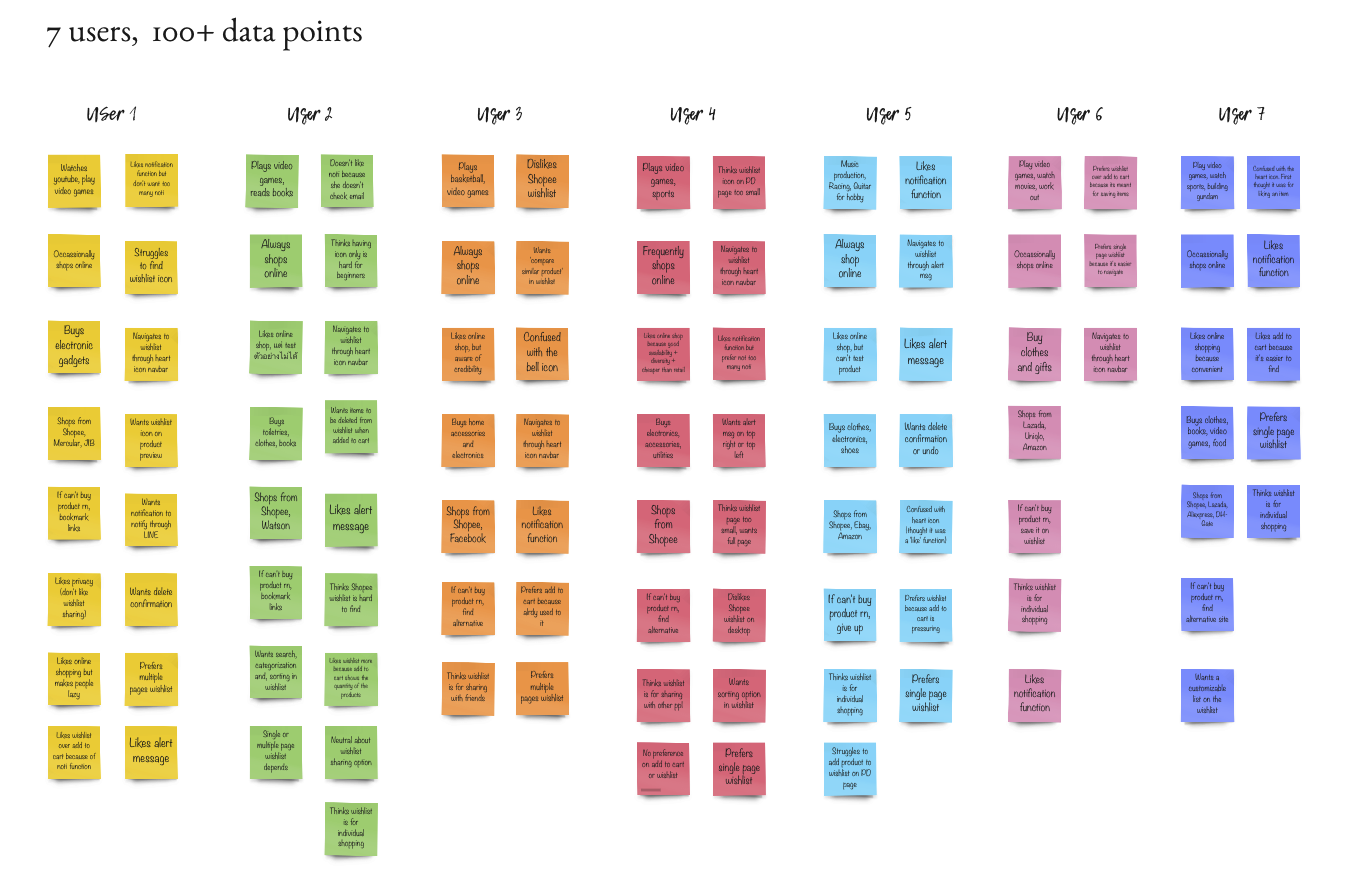 7 users, 100+ data points
User 1
User 2
User 3
User 4
User 5
User 6
User 7
Watches
youtube, play
video games
Likes notification
function but
don't want too
many noti
Occassionally
shops online
Struggles
to find
wishlist icon
Buys
electronic
gadgets
Navigates to
wishlist
through heart
icon navbar
Shops from
Shopee,
Mercular, JIB
Wants wishlist
icon on
product
preview
If can't buy
product rn,
bookmark
links
Wants
notification to
notify through
LINE
Likes privacy
(don't like
wishlist
sharing)
Wants delete
confirmation
Likes online
shopping but
makes people
lazy
Prefers
multiple
pages wishlist
Likes wishlist
over add to
cart because of
noti function
Likes alert
message
Plays video
games,
reads books
Doesn't like
noti because
she doesn't
check email
Always
shops
online
Thinks having
icon only is
hard for
beginners
Likes online
shop, แต่ test
ตัวอย่างไม่ได้
Navigates to
wishlist
through heart
icon navbar
Buys
toiletries,
clothes, books
Wants items to
be deleted from
wishlist when
added to cart
Shops from
Shopee,
Watson
Likes alert
message
If can't buy
product rn,
bookmark
links
Thinks Shopee
wishlist is hard
to find
Wants search,
categorization
and, sorting in
wishlist
Likes wishlist more
because add to
cart shows the
quantity of the
products
Single or
multiple page
wishlist
depends
Neutral about
wishlist
sharing option
Thinks wishlist
is for
individual
shopping
Plays
basketball,
video games
Dislikes
Shopee
wishlist
Always
shops
online
Wants
'compare
similar product'
in wishlist
Likes online
shop, but
aware of
credibility
Confused
with the
bell icon
Buys home
accessories
and
electronics
Navigates to
wishlist
through heart
icon navbar
Shops from
Shopee,
Facebook
Likes
notification
function
If can't buy
product rn,
find
alternative
Prefers add to
cart because
alrdy used to
it
Thinks wishlist
is for sharing
with friends
Prefers
multiple
pages wishlist
Plays video
games,
sports
Thinks wishlist
icon on PD
page too small
Frequently
shops
online
Navigates to
wishlist
through heart
icon navbar
Likes online shop
because good
availability +
diversity +
cheaper than retail
Likes notification
function but
prefer not too
many noti
Buys
electronics,
accessories,
utilities
Wants alert
msg on top
right or top
left
Shops
from
Shopee
Thinks wishlist
page too
small, wants
full page
If can't buy
product rn,
find
alternative
Dislikes
Shopee
wishlist on
desktop
Thinks wishlist
is for sharing
with other ppl
Wants
sorting option
in wishlist
No preference
on add to cart
or wishlist
Prefers
single page
wishlist
Music
production,
Racing, Guitar
for hobby
Likes
notification
function
Always
shop
online
Navigates to
wishlist
through alert
msg
Likes online
shop, but
can't test
product
Likes alert
message
Buys clothes,
electronics,
shoes
Wants delete
confirmation
or undo
Shops from
Shopee, Ebay,
Amazon
Confused with
heart icon
(thought it was
a 'like' function)
If can't buy
product rn,
give up
Prefers wishlist
because add to
cart is
pressuring
Thinks wishlist
is for
individual
shopping
Prefers
single page
wishlist
Struggles to
add product to
wishlist on PD
page
Play video
games, watch
movies, work
out
Prefers wishlist
over add to cart
because its meant
for saving items
Occassionally
shops online
Prefers single
page wishlist
because it's easier
to navigate
Buy
clothes
and gifts
Navigates to
wishlist
through heart
icon navbar
Shops from
Lazada,
Uniqlo,
Amazon
If can't buy
product rn,
save it on
wishlist
Thinks wishlist
is for
individual
shopping
Likes
notification
function
Play video
games, watch
sports, building
gundam
Confused with the
heart icon. First
thought it was for
liking an item
Occassionally
shops online
Likes
notification
function
Likes online
shopping
because
convenient
Likes add to
cart because
it's easier to
find
Buys clothes,
books, video
games, food
Prefers
single page
wishlist
Shops from
Shopee, Lazada,
Aliexpress, DH-
Gate
Thinks wishlist
is for
individual
shopping
If can't buy
product rn,
find
alternative site
Wants a
customizable
list on the
wishlist